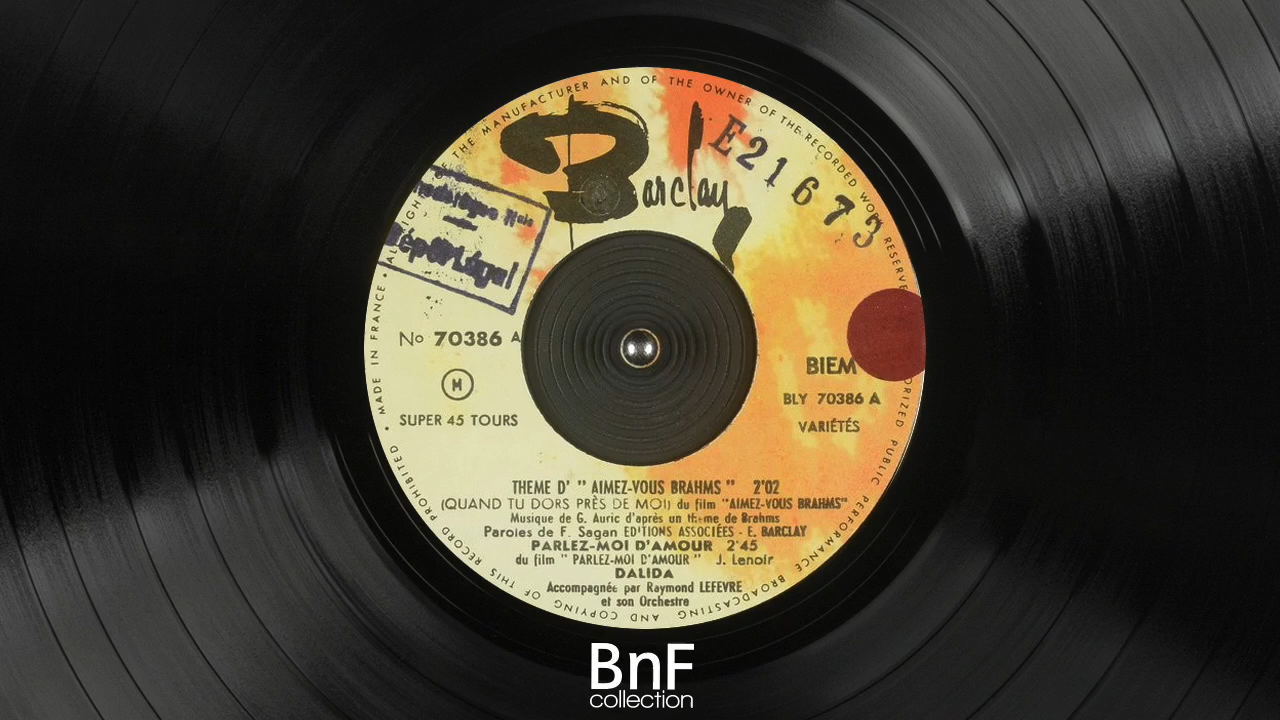 ALL RIGHTS OF THE MANUFACTURER AND OF THE OWNER OF THE RECORDED WORK RESERVED
Barclay
E21673
Dépôt Légal
No 70386 A
M
SUPER 45 TOURS
BIEM
BLY 70386 A
VARIÉTÉS
THEME D' " AIMEZ-VOUS BRAHMS " 2'02
(QUAND TU DORS PRÈS DE MOI) du film "AIMEZ-VOUS BRAHMS"
Musique de G. Auric d'après un thème de Brahms
Paroles de F. Sagan EDITIONS ASSOCIÉES - E. BARCLAY
PARLEZ-MOI D'AMOUR 2'45
du film " PARLEZ-MOI D'AMOUR " J. Lenoir
DALIDA
Accompagnée par Raymond LEFEVRE
et son Orchestre
PUBLIC PERFORMANCE BROADCASTING AND COPYING OF THIS RECORD PROHIBITED • MADE IN FRANCE •
BnF
collection